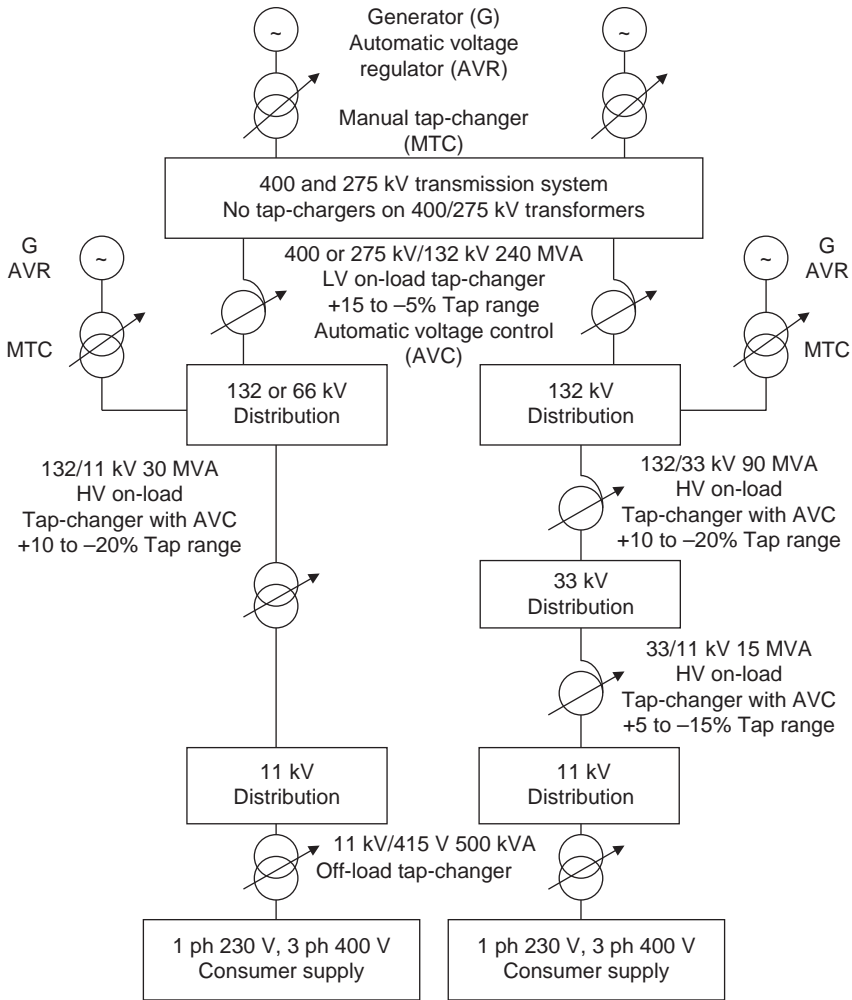 ~
Generator (G)
Automatic voltage
regulator (AVR)
~
Manual tap-changer
(MTC)
400 and 275 kV transmission system
No tap-chargers on 400/275 kV transformers
G
AVR
~
MTC
400 or 275 kV/132 kV 240 MVA
LV on-load tap-changer
+15 to –5% Tap range
Automatic voltage control
(AVC)
~
G
AVR
MTC
132 or 66 kV
Distribution
132 kV
Distribution
132/11 kV 30 MVA
HV on-load
Tap-changer with AVC
+10 to –20% Tap range
132/33 kV 90 MVA
HV on-load
Tap-changer with AVC
+10 to –20% Tap range
33 kV
Distribution
33/11 kV 15 MVA
HV on-load
Tap-changer with AVC
+5 to –15% Tap range
11 kV
Distribution
11 kV
Distribution
11 kV/415 V 500 kVA
Off-load tap-changer
1 ph 230 V, 3 ph 400 V
Consumer supply
1 ph 230 V, 3 ph 400 V
Consumer supply